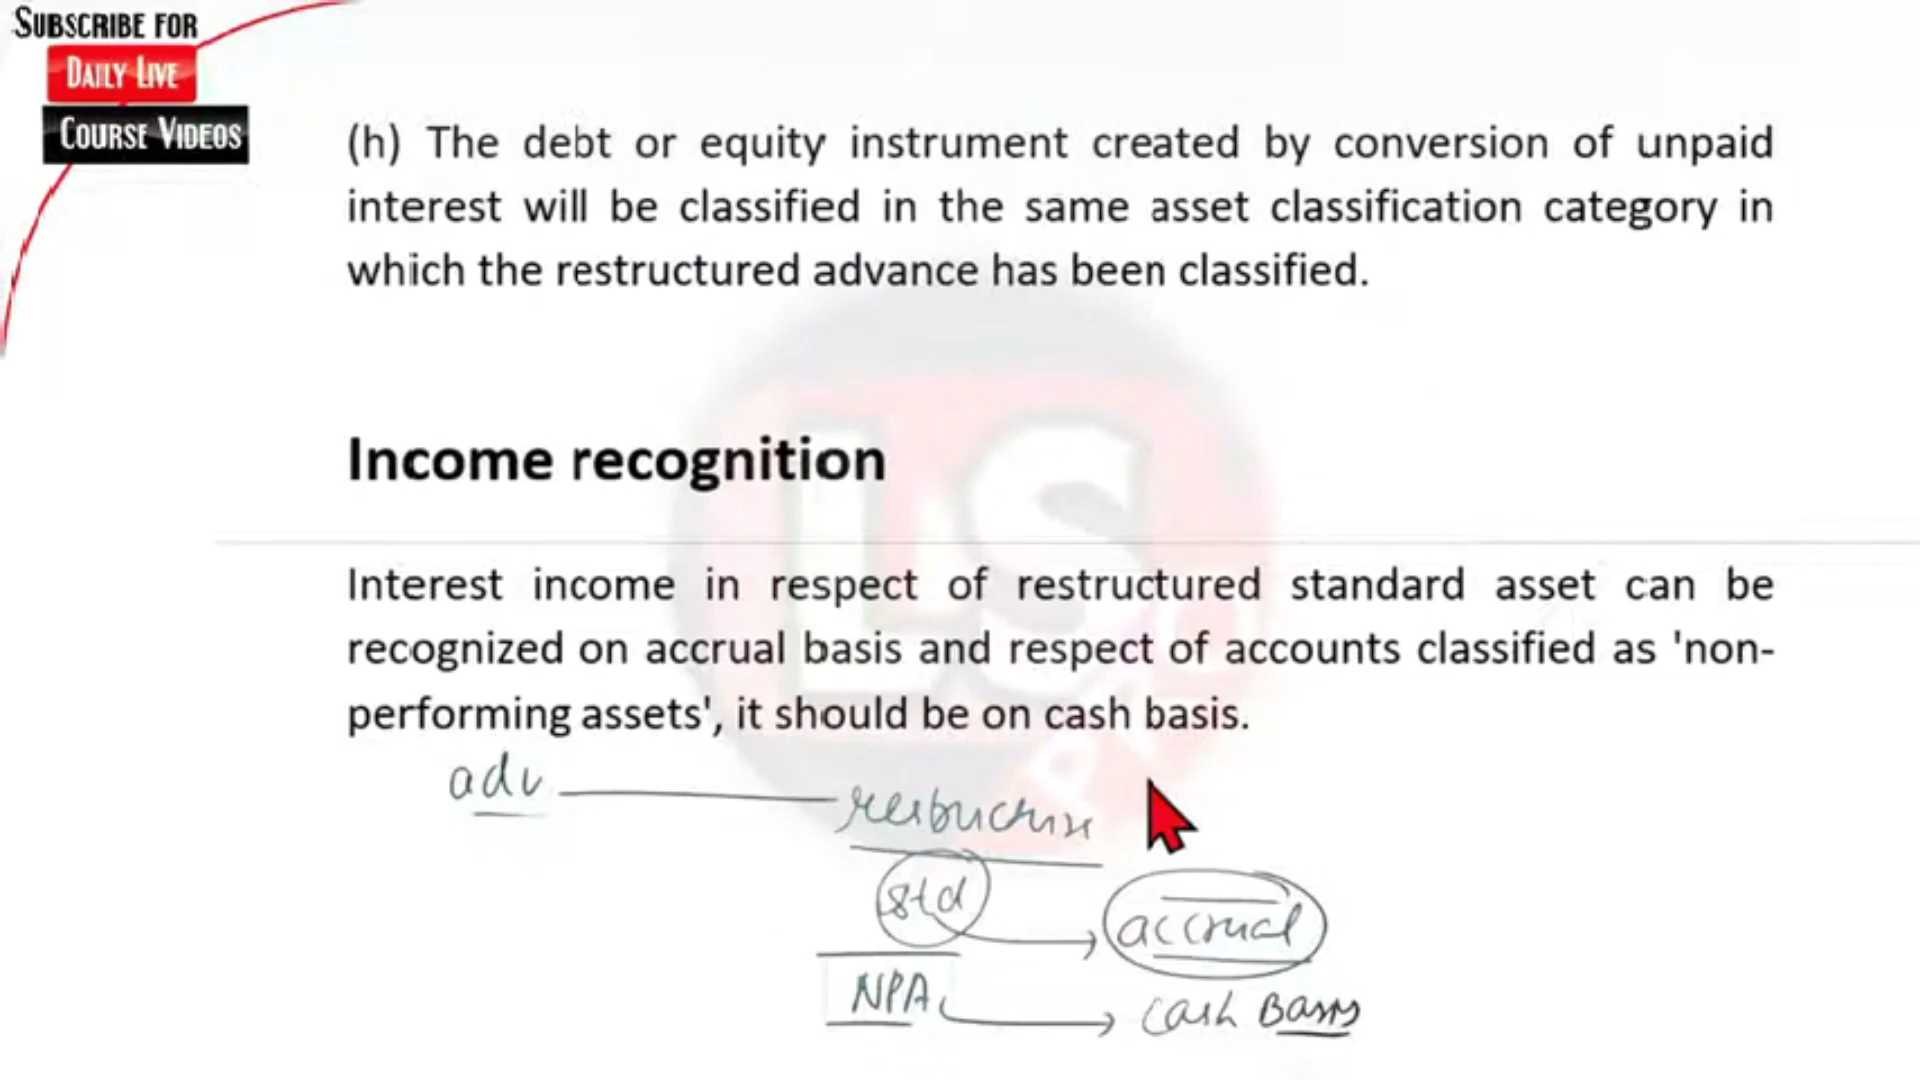 SUBSCRIBE FOR
DAILY LIVE
COURSE VIDEOS
(h) The debt or equity instrument created by conversion of unpaid
interest will be classified in the same asset classification category in
which the restructured advance has been classified.
LS
Income recognition
Interest income in respect of restructured standard asset can be
recognized on accrual basis and respect of accounts classified as 'non-
performing assets', it should be on cash basis.
adv
std
accrual
NPA
cash Basis